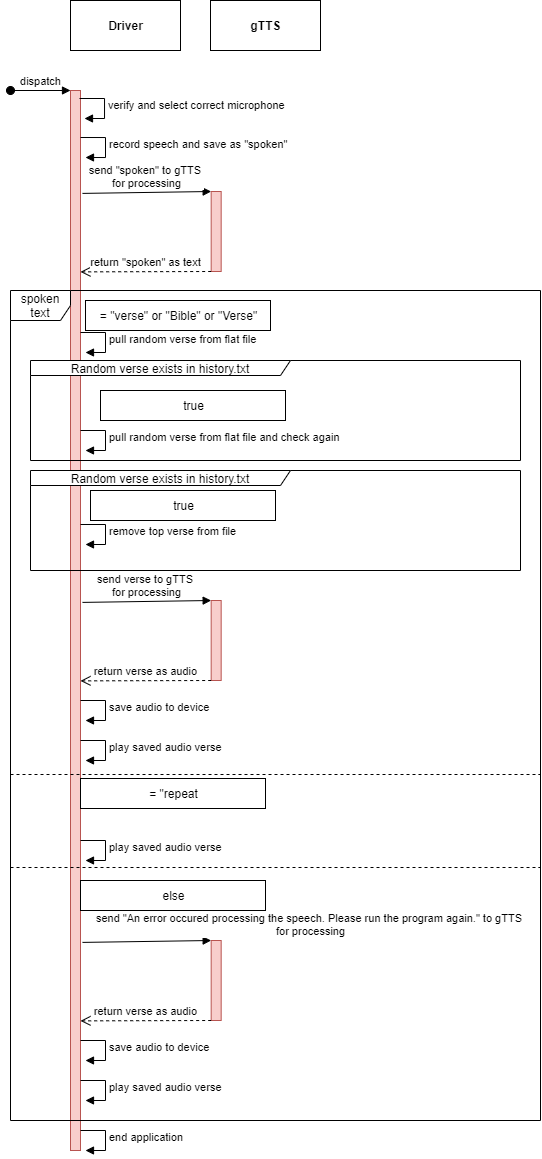 Driver
gTTS
dispatch
verify and select correct microphone
record speech and save as "spoken"
send "spoken" to gTTS
for processing
return "spoken" as text
spoken
text
= "verse" or "Bible" or "Verse"
pull random verse from flat file
Random verse exists in history.txt
true
pull random verse from flat file and check again
Random verse exists in history.txt
true
remove top verse from file
send verse to gTTS
for processing
return verse as audio
save audio to device
play saved audio verse
= "repeat
play saved audio verse
else
send "An error occured processing the speech. Please run the program again." to gTTS
for processing
return verse as audio
save audio to device
play saved audio verse
end application